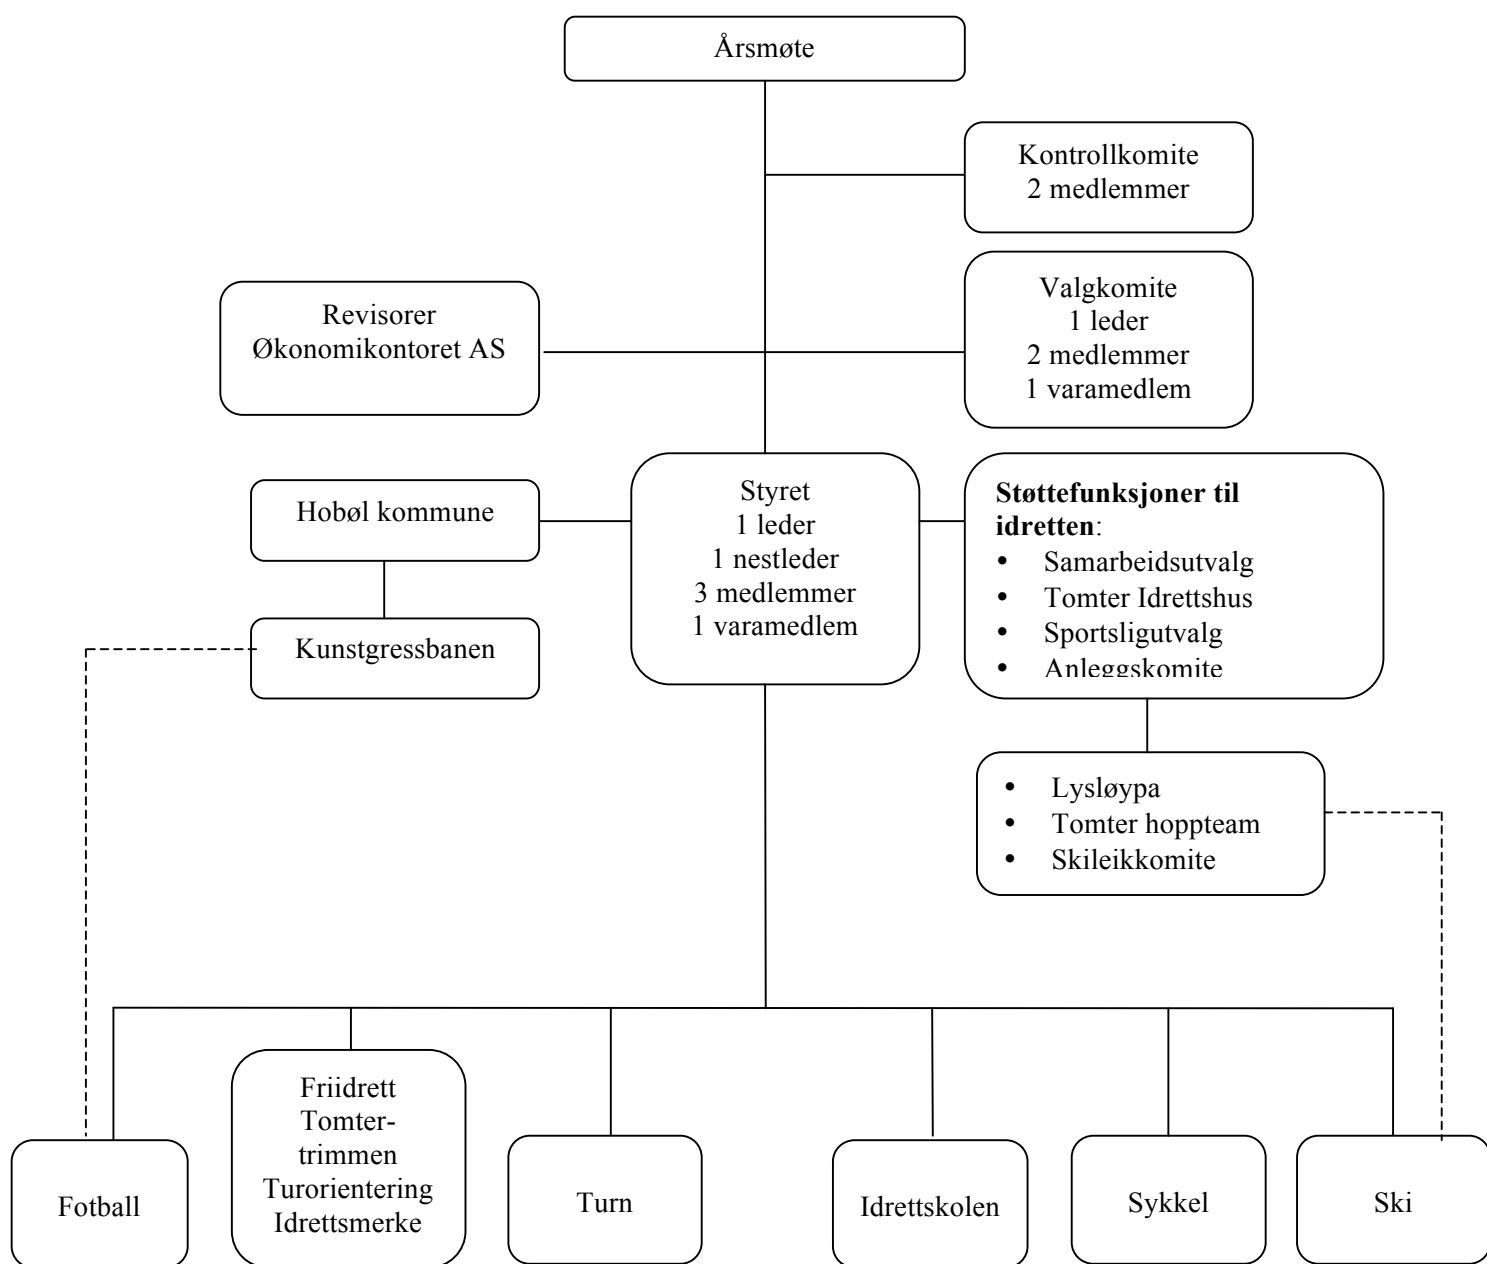 Årsmøte
Kontrollkomite
2 medlemmer
Revisorer
Økonomikontoret AS
Valgkomite
1 leder
2 medlemmer
1 varamedlem
Hobøl kommune
Styret
1 leder
1 nestleder
3 medlemmer
1 varamedlem
Støttefunksjoner til
idretten:
• Samarbeidsutvalg
• Tomter Idrettshus
• Sportsligutvalg
• Anleggskomite
Kunstgressbanen
• Lysløypa
• Tomter hoppteam
• Skileikkomite
Fotball
Friidrett
Tomter-
trimmen
Turorientering
Idrettsmerke
Turn
Idrettskolen
Sykkel
Ski